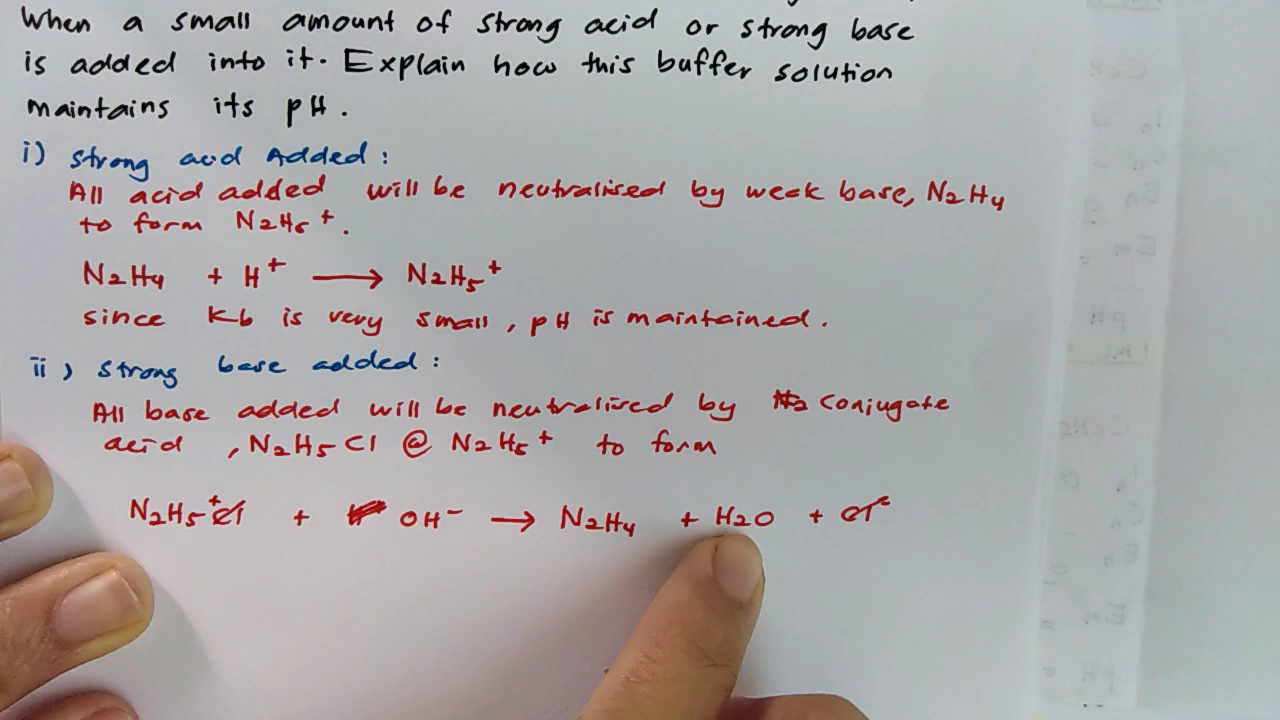 When a small amount of strong acid or strong base
is added into it. Explain how this buffer solution
maintains its pH.
i) strong acid Added:
All acid added will be neutralised by weak base, N2H4
to form N2H5+.
N2H4 + H+ → N2H5+
since Kb is very small, pH is maintained.
ii) strong base added:
All base added will be neutralised by conjugate
acid, N2H5Cl @ N2H5+ to form
N2H5+ + OH- → N2H4 + H2O +